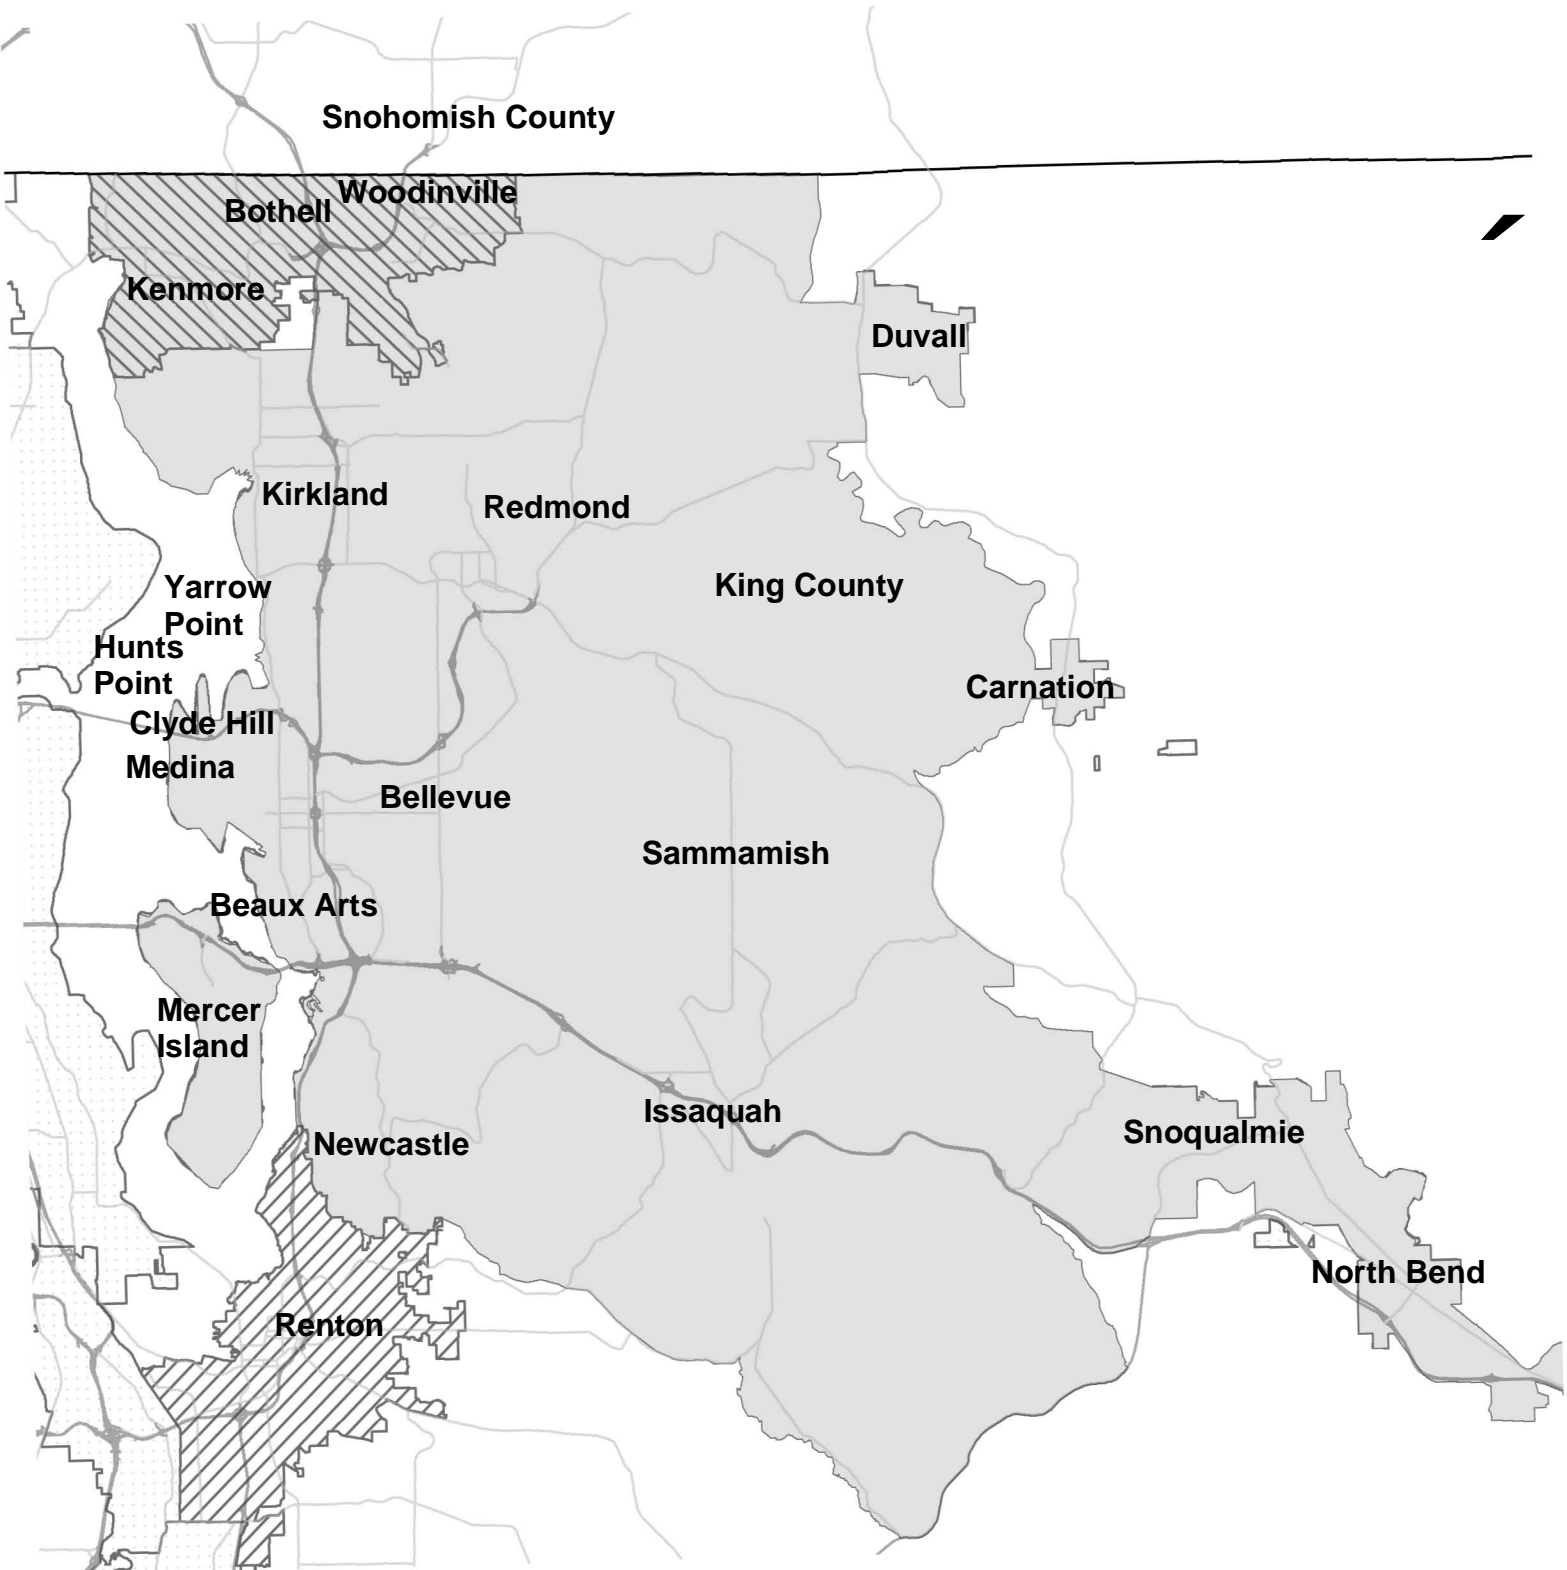 Snohomish County
Woodinville
Bothell
Kenmore
Duvall
Kirkland
Redmond
King County
Yarrow
Point
Hunts
Point
Carnation
Clyde Hill
Medina
Bellevue
Sammamish
Beaux Arts
Mercer
Island
Issaquah
Snoqualmie
Newcastle
North Bend
Renton